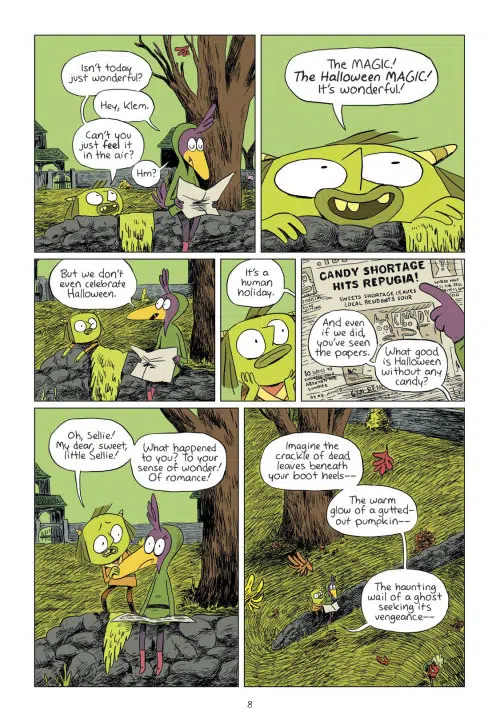 Isn't today
just wonderful?
Hey, Klem.
Can't you
just feel it
in the air?
Hm?
The MAGIC!
The Halloween MAGIC!
It's wonderful!
But we don't
even celebrate
Halloween.
It's a
human
holiday.
CANDY SHORTAGE
HITS REPUGIA!
SWEETS SHORTAGE LEAVES
LOCAL RESIDENTS SOUR
And even
if we did,
you've seen
the papers.
What good
is Halloween
without any
candy?
Oh, Sellie!
My dear, sweet,
little Sellie!
What happened
to you? To your
sense of wonder!
Of romance!
Imagine the
crackle of dead
leaves beneath
your boot heels--
The warm
glow of a gutted-
out pumpkin--
The haunting
wail of a ghost
seeking its
vengeance--
8